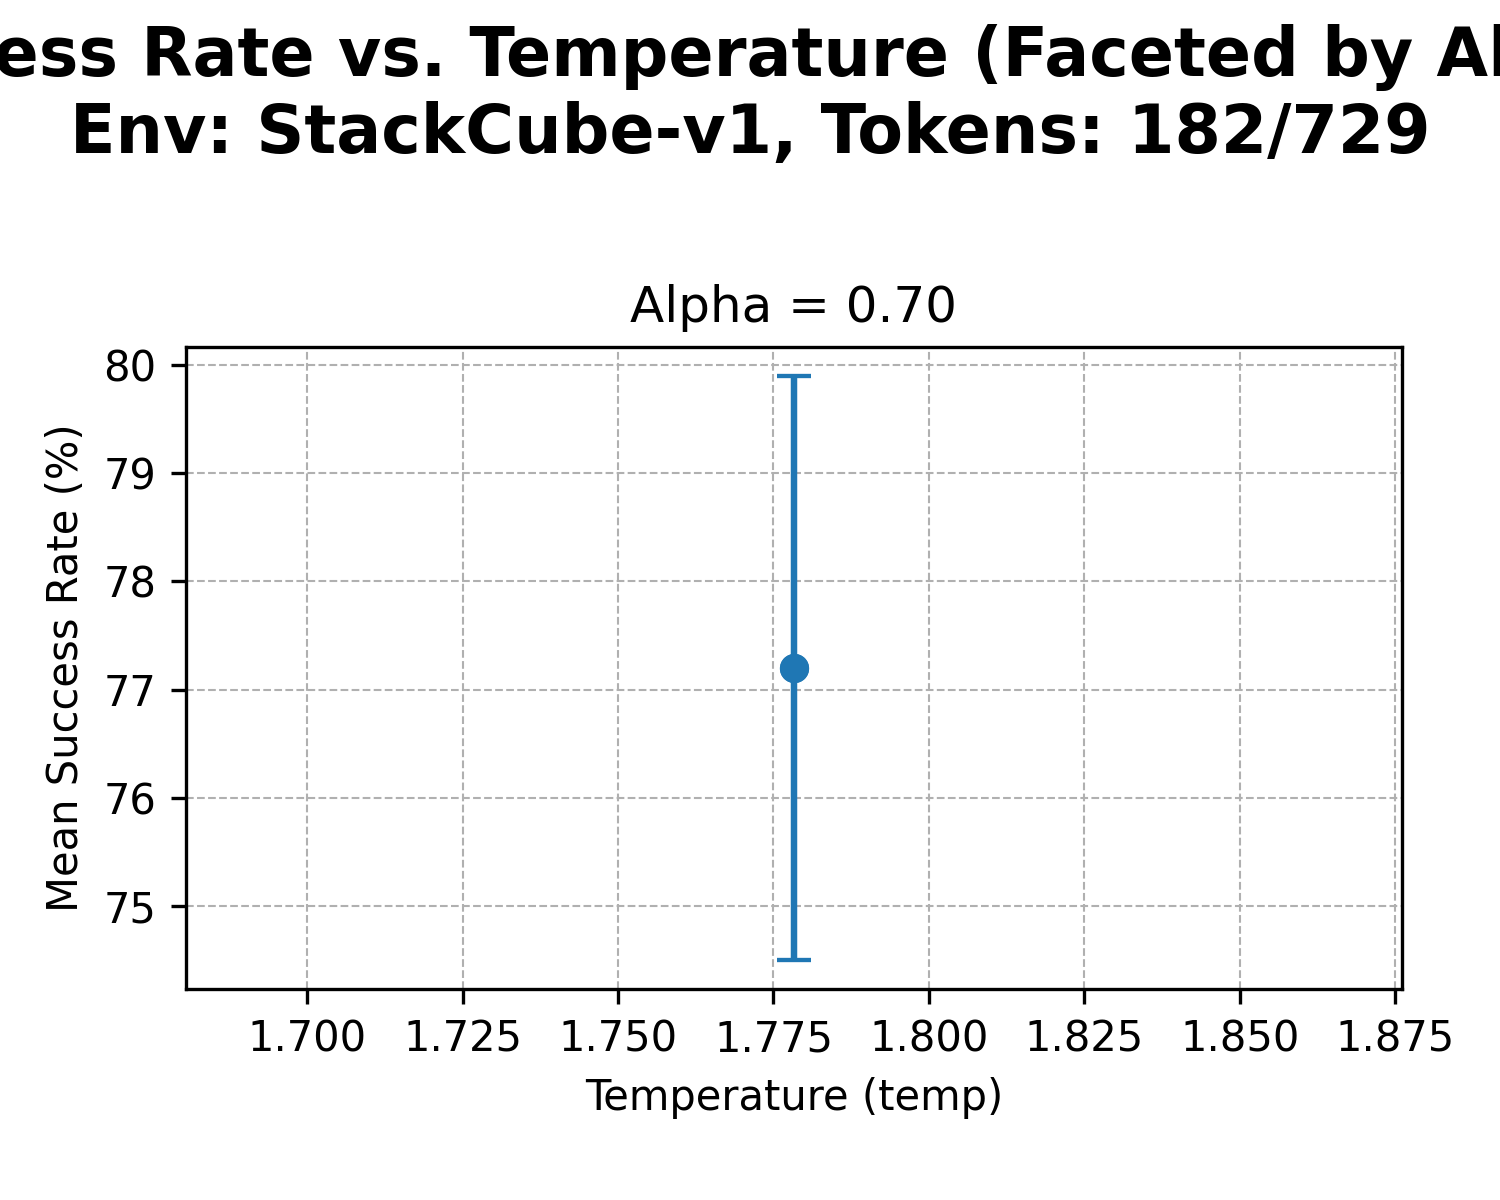 ess Rate vs. Temperature (Faceted by Al
Env: StackCube-v1, Tokens: 182/729
Alpha = 0.70
Mean Success Rate (%)
80
79
78
77
76
75
1.700 1.725 1.750 1.775 1.800 1.825 1.850 1.875
Temperature (temp)